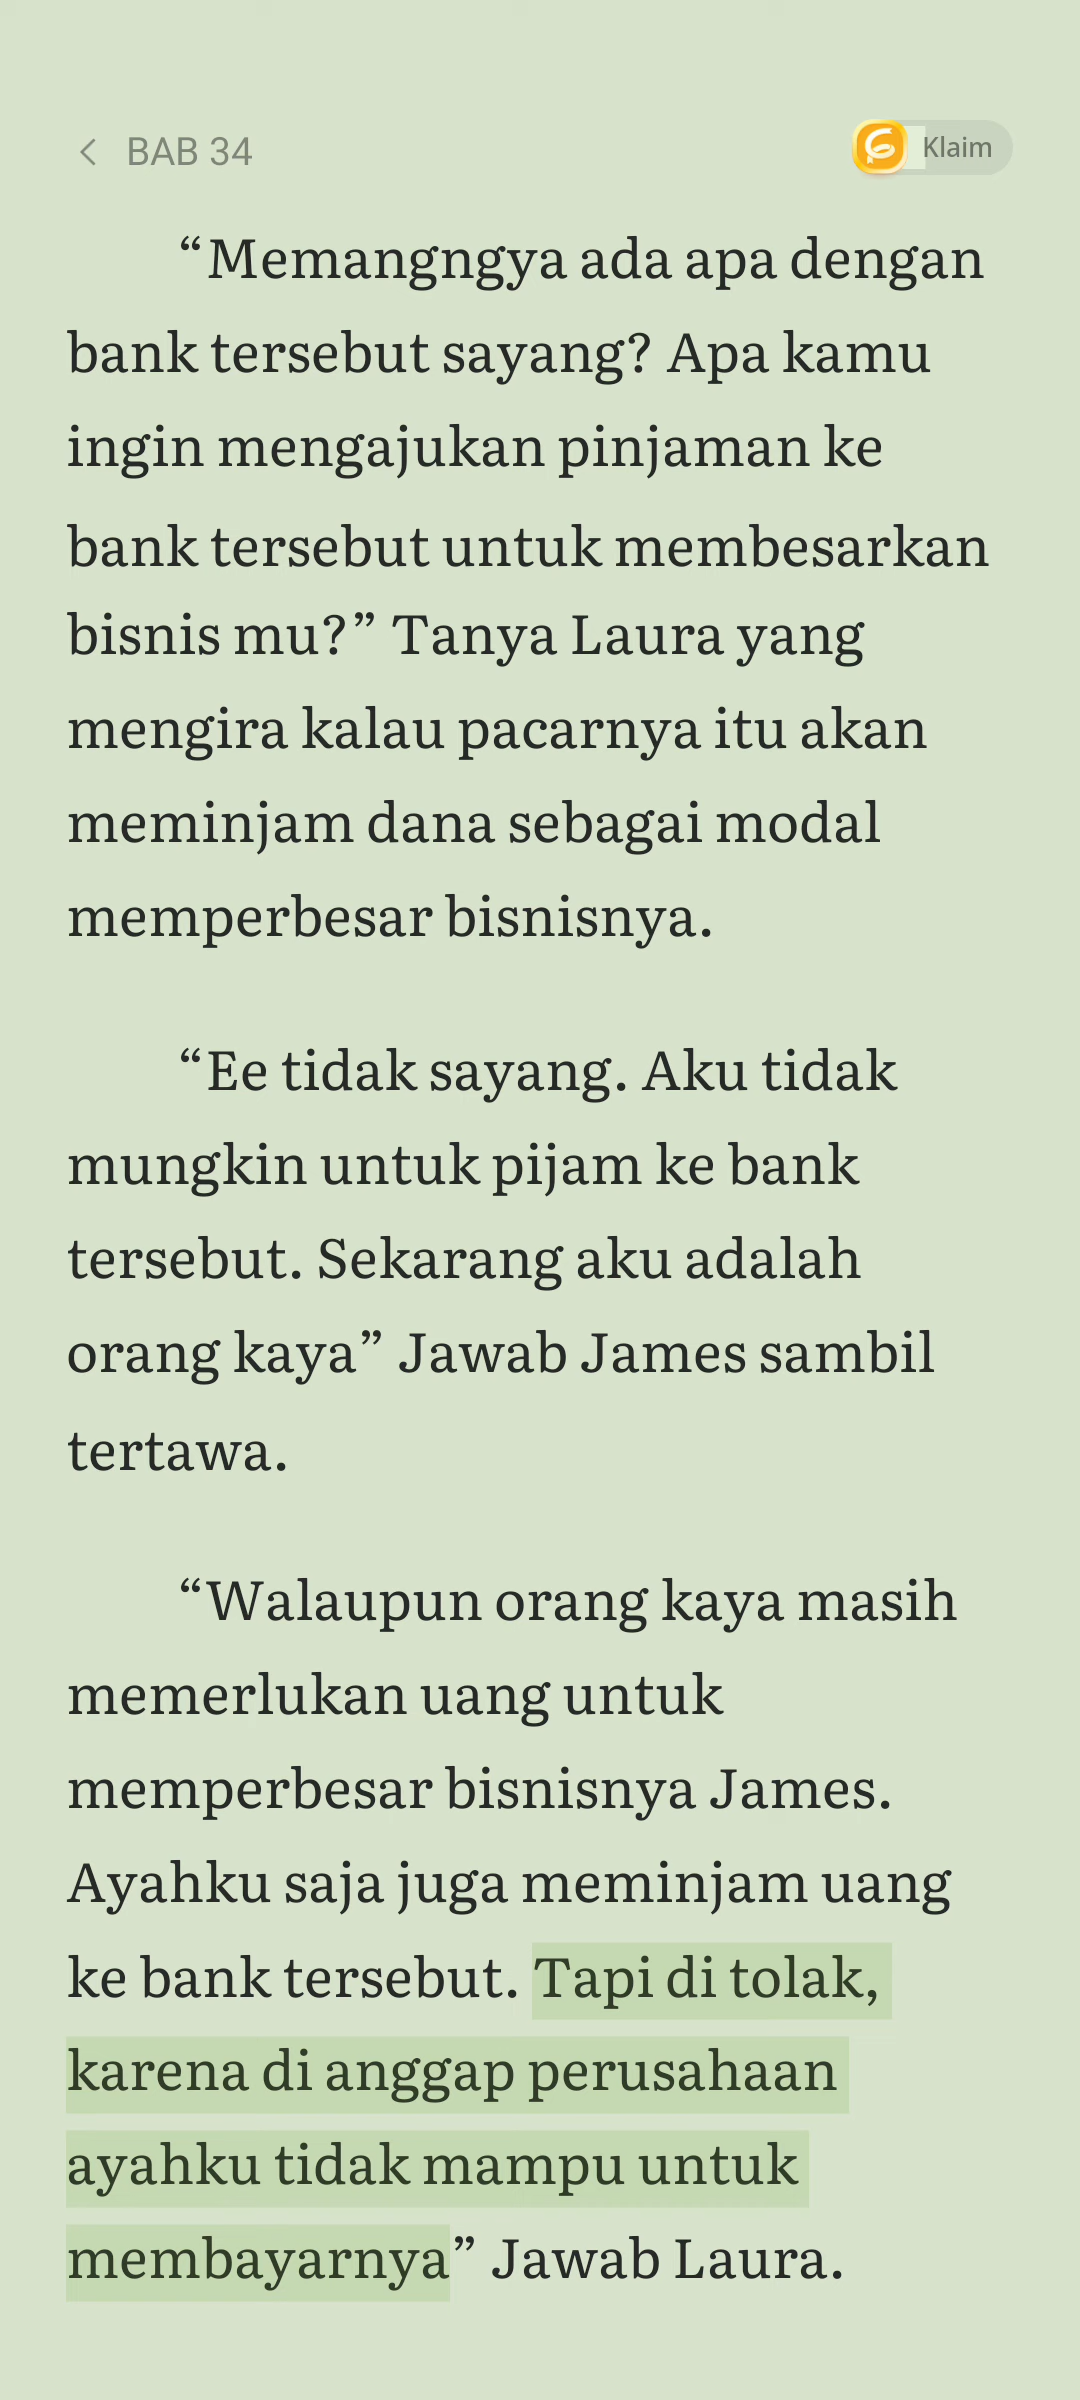 BAB 34
Klaim
“Memangngya ada apa dengan
bank tersebut sayang? Apa kamu
ingin mengajukan pinjaman ke
bank tersebut untuk membesarkan
bisnis mu?” Tanya Laura yang
mengira kalau pacarnya itu akan
meminjam dana sebagai modal
memperbesar bisnisnya.
“Ee tidak sayang. Aku tidak
mungkin untuk pijam ke bank
tersebut. Sekarang aku adalah
orang kaya” Jawab James sambil
tertawa.
“Walaupun orang kaya masih
memerlukan uang untuk
memperbesar bisnisnya James.
Ayahku saja juga meminjam uang
ke bank tersebut. Tapi di tolak,
karena di anggap perusahaan
ayahku tidak mampu untuk
membayarnya” Jawab Laura.